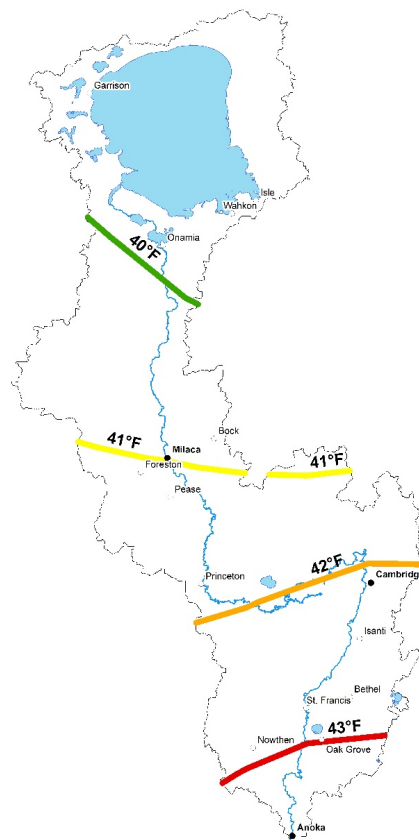 Garrison
Isle
Wahkon
Onamia
40°F
Bock
41°F
Milaca
41°F
Foreston
Pease
42°F
Princeton
Cambridg
Isanti
Bethel
St. Francis
43°F
Nowthen
Oak Grove
Anoka